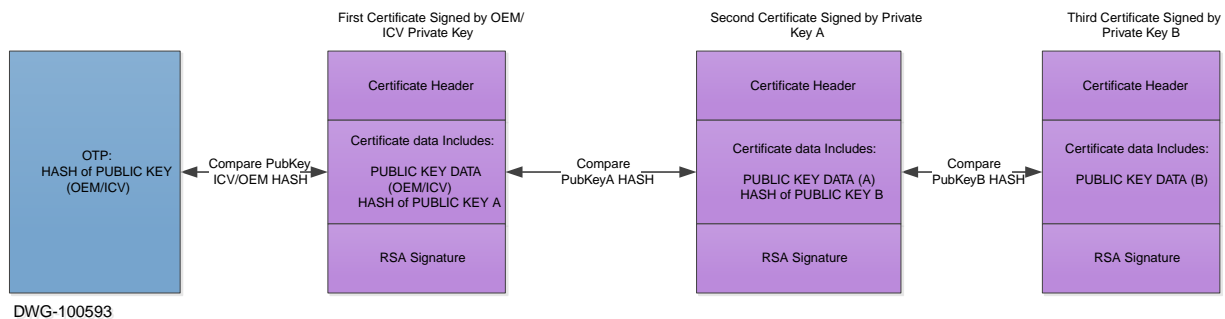 First Certificate Signed by OEM/
ICV Private Key
Second Certificate Signed by Private
Key A
Third Certificate Signed by
Private Key B
OTP:
HASH of PUBLIC KEY
(OEM/ICV)
Compare PubKey
ICV/OEM HASH
Certificate Header
Certificate data Includes:
PUBLIC KEY DATA
(OEM/ICV)
HASH of PUBLIC KEY A
RSA Signature
Compare
PubKeyA HASH
Certificate Header
Certificate data Includes:
PUBLIC KEY DATA (A)
HASH of PUBLIC KEY B
RSA Signature
Compare
PubKeyB HASH
Certificate Header
Certificate data Includes:
PUBLIC KEY DATA (B)
RSA Signature
DWG-100593